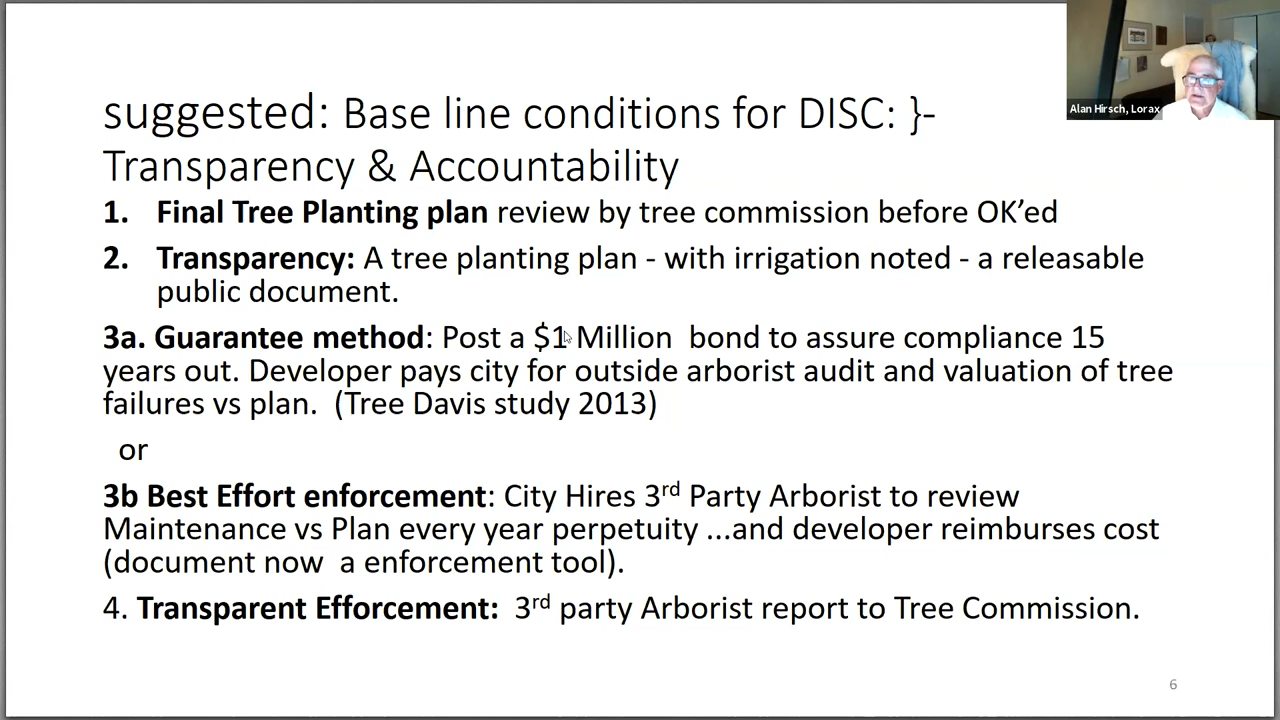 Alan Hirsch, Lorax
suggested: Base line conditions for DISC: }-
Transparency & Accountability
1. Final Tree Planting plan review by tree commission before OK’ed
2. Transparency: A tree planting plan - with irrigation noted - a releasable
public document.
3a. Guarantee method: Post a $1 Million bond to assure compliance 15
years out. Developer pays city for outside arborist audit and valuation of tree
failures vs plan. (Tree Davis study 2013)
or
3b Best Effort enforcement: City Hires 3rd Party Arborist to review
Maintenance vs Plan every year perpetuity ...and developer reimburses cost
(document now a enforcement tool).
4. Transparent Efforcement: 3rd party Arborist report to Tree Commission.
6